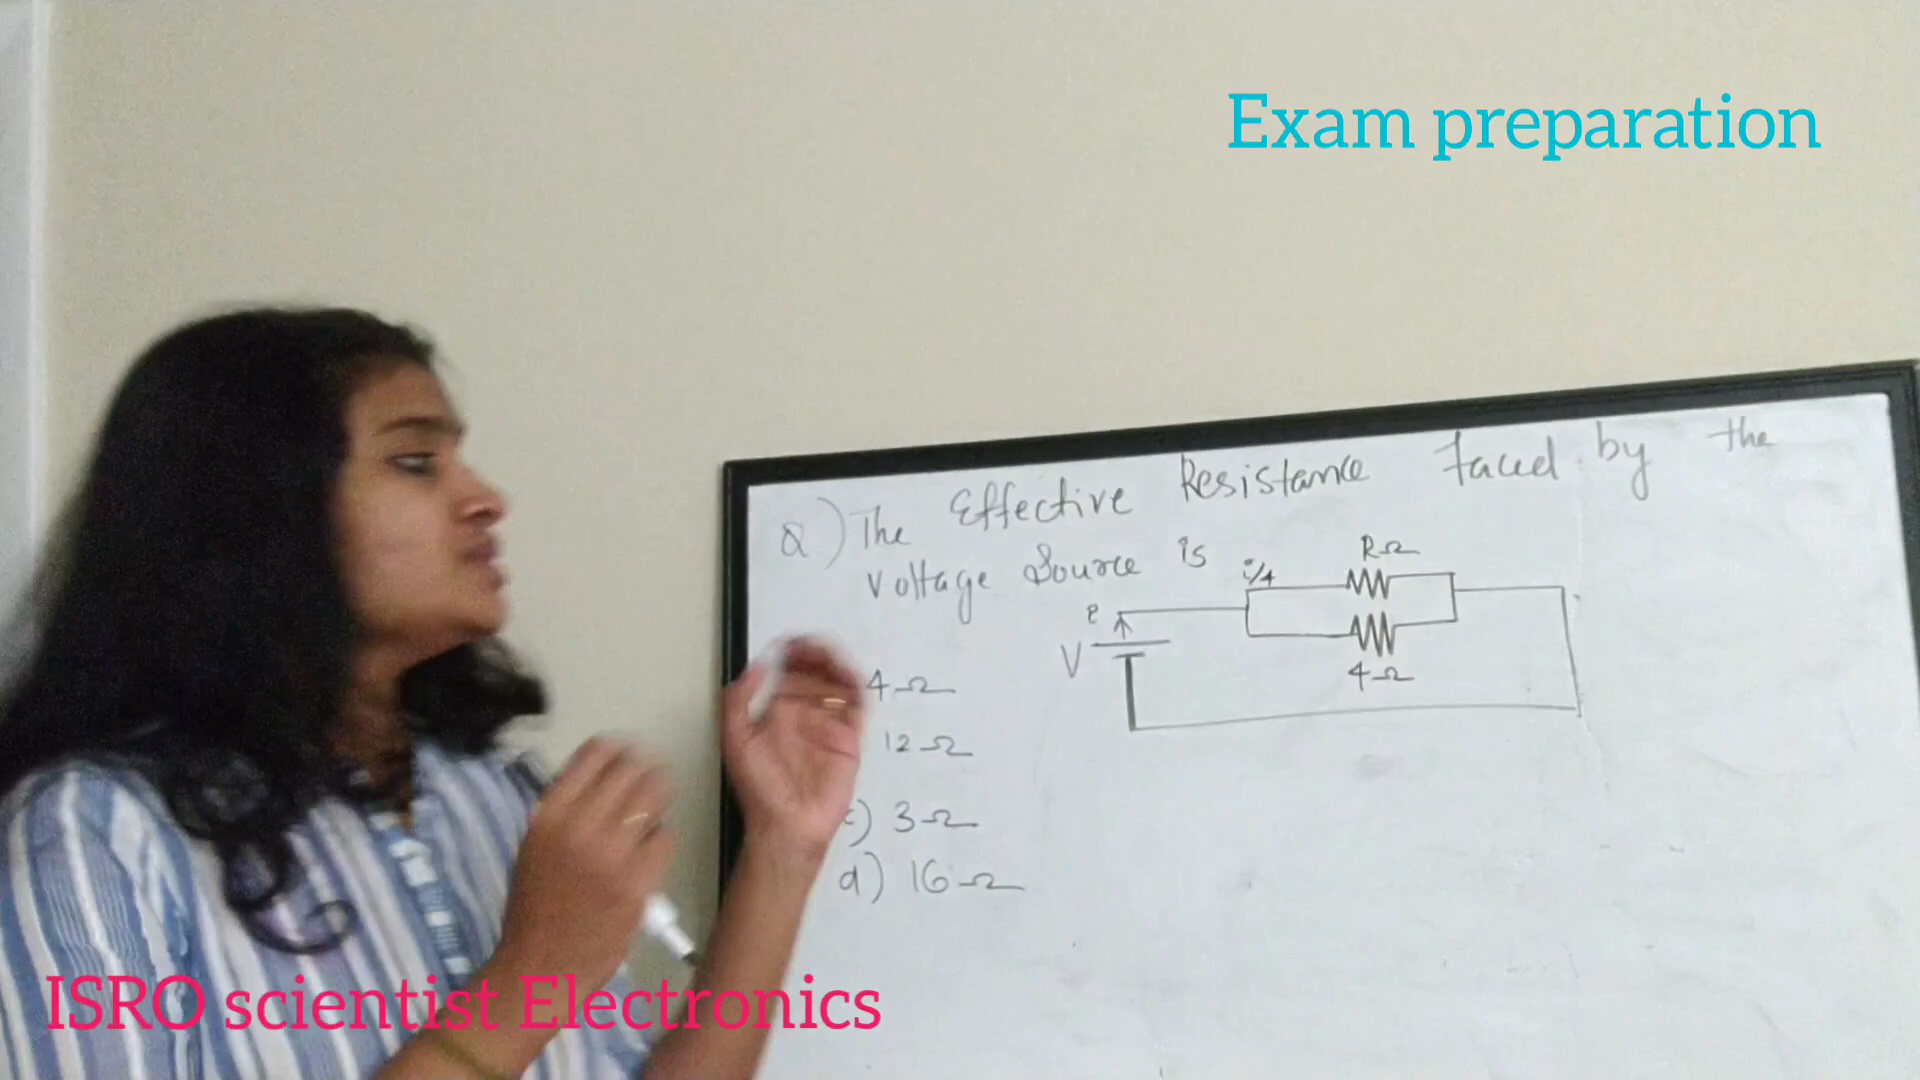 Exam preparation
Q) The Effective Resistance faced by the
voltage Source is
i/4
RΩ
i
V
4Ω
4Ω
12Ω
c) 3Ω
d) 16Ω
ISRO scientist Electronics